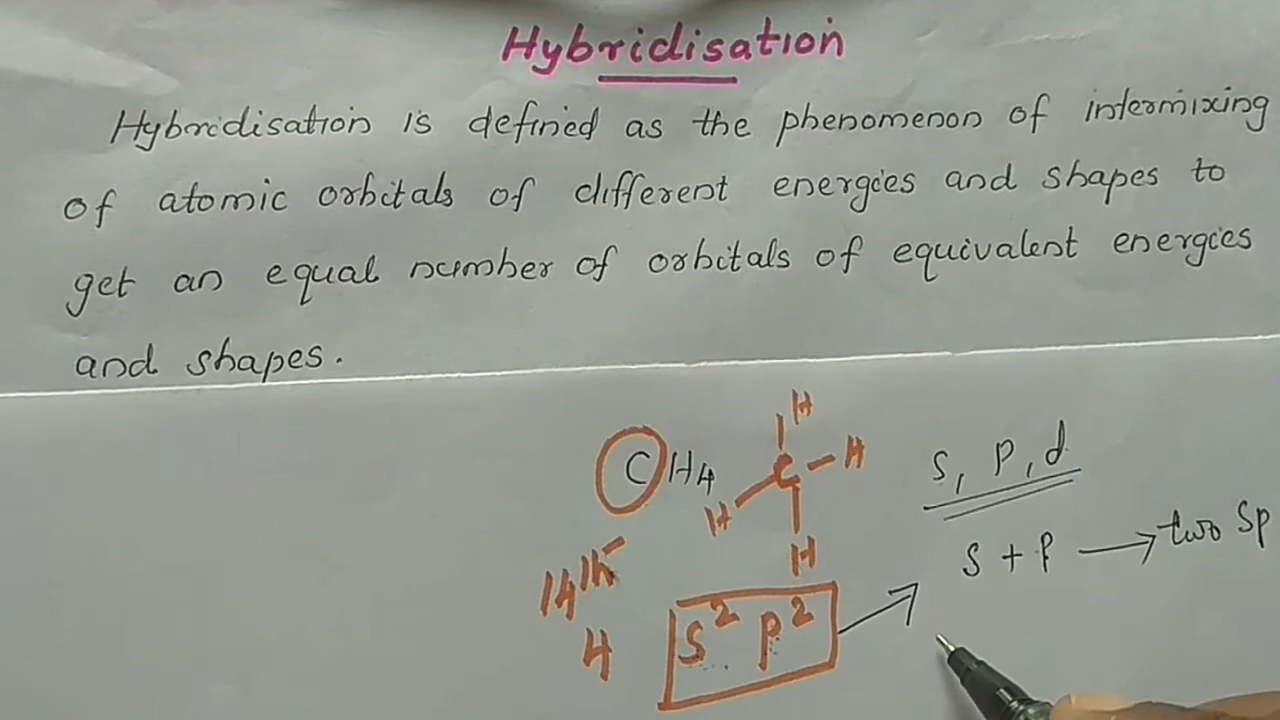 Hybridisation
Hybridisation is defined as the phenomenon of intermixing
of atomic orbitals of different energies and shapes to
get an equal number of orbitals of equivalent energies
and shapes.
CH4
H
C H
H
H
S, P, d
S + P → two Sp
14th
4
S² P²